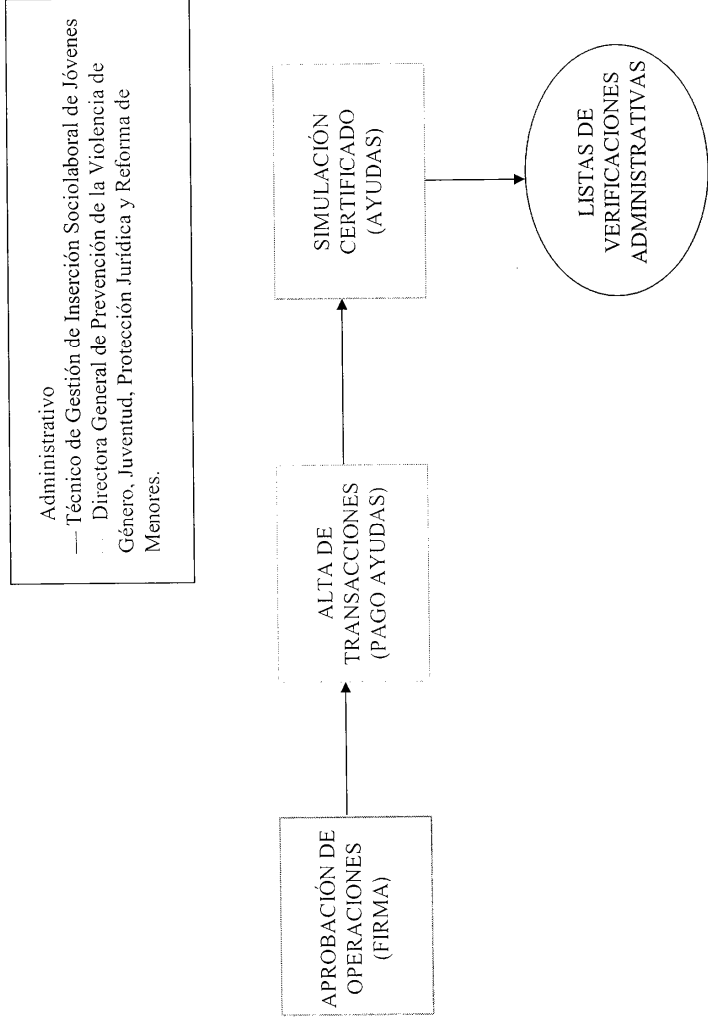 Administrativo
— Técnico de Gestión de Inserción Sociolaboral de Jóvenes
Directora General de Prevención de la Violencia de
Género, Juventud, Protección Jurídica y Reforma de
Menores.
APROBACIÓN DE
OPERACIONES
(FIRMA)
ALTA DE
TRANSACCIONES
(PAGO AYUDAS)
SIMULACIÓN
CERTIFICADO
(AYUDAS)
LISTAS DE
VERIFICACIONES
ADMINISTRATIVAS